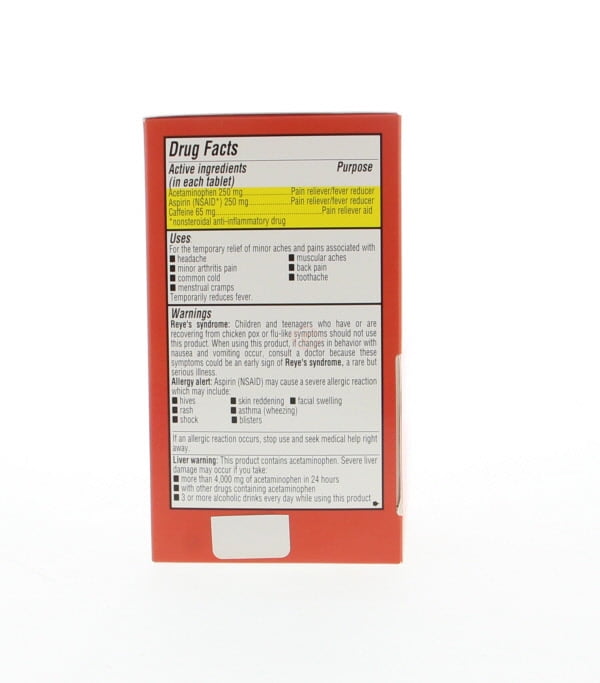 Drug Facts
Active ingredients Purpose
(in each tablet)
Acetaminophen 250 mg..........Pain reliever/fever reducer
Aspirin (NSAID*) 250 mg..........Pain reliever/fever reducer
Caffeine 65 mg..........Pain reliever aid
*nonsteroidal anti-inflammatory drug
Uses
For the temporary relief of minor aches and pains associated with
■ headache ■ muscular aches
■ minor arthritis pain ■ back pain
■ common cold ■ toothache
■ menstrual cramps
Temporarily reduces fever.
Warnings
Reye's syndrome: Children and teenagers who have or are
recovering from chicken pox or flu-like symptoms should not use
this product. When using this product, if changes in behavior with
nausea and vomiting occur, consult a doctor because these
symptoms could be an early sign of Reye's syndrome, a rare but
serious illness.
Allergy alert: Aspirin (NSAID) may cause a severe allergic reaction
which may include:
■ hives ■ skin reddening ■ facial swelling
■ rash ■ asthma (wheezing)
■ shock ■ blisters
If an allergic reaction occurs, stop use and seek medical help right
away.
Liver warning: This product contains acetaminophen. Severe liver
damage may occur if you take:
■ more than 4,000 mg of acetaminophen in 24 hours
■ with other drugs containing acetaminophen
■ 3 or more alcoholic drinks every day while using this product